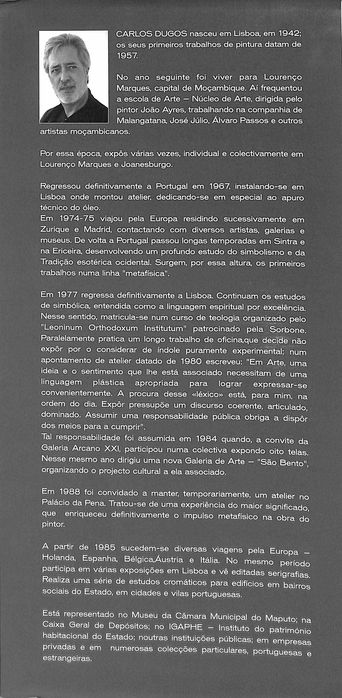 CARLOS DUGOS nasceu em Lisboa, em 1942;
os seus primeiros trabalhos de pintura datam de
1957.
No ano seguinte foi viver para Lourenço
Marques, capital de Moçambique. Aí frequentou
a escola de Arte – Núcleo de Arte, dirigida pelo
pintor João Ayres, trabalhando na companhia de
Malangatana, José Júlio, Álvaro Passos e outros
artistas moçambicanos.
Por essa época, expôs várias vezes, individual e colectivamente em
Lourenço Marques e Joanesburgo.
Regressou definitivamente a Portugal em 1967, instalando-se em
Lisboa onde montou atelier, dedicando-se em especial ao apuro
técnico do óleo.
Em 1974-75 viajou pela Europa residindo sucessivamente em
Zurique e Madrid, contactando com diversos artistas, galerias e
museus. De volta a Portugal passou longas temporadas em Sintra e
na Ericeira, desenvolvendo um profundo estudo do simbolismo e da
Tradição esotérica ocidental. Surgem, por essa altura, os primeiros
trabalhos numa linha "metafísica".
Em 1977 regressa definitivamente a Lisboa. Continuam os estudos
de simbólica, entendida como a linguagem espiritual por excelência.
Nesse sentido, matricula-se num curso de teologia organizado pelo
"Leoninum Orthodoxum Institutum" patrocinado pela Sorbone.
Paralelamente pratica um longo trabalho de oficina,que decide não
expôr por o considerar de índole puramente experimental; num
apontamento de atelier datado de 1980 escreveu: "Em Arte, uma
ideia e o sentimento que lhe está associado necessitam de uma
linguagem plástica apropriada para lograr expressar-se
convenientemente. A procura desse «léxico» está, para mim, na
ordem do dia. Expôr pressupõe um discurso coerente, articulado,
dominado. Assumir uma responsabilidade pública obriga a dispôr
dos meios para a cumprir".
Tal responsabilidade foi assumida em 1984 quando, a convite da
Galeria Arcano XXI, participou numa colectiva expondo oito telas.
Nesse mesmo ano dirigiu uma nova Galeria de Arte – "São Bento",
organizando o projecto cultural a ela associado.
Em 1988 foi convidado a manter, temporariamente, um atelier no
Palácio da Pena. Tratou-se de uma experiência do maior significado,
que enriqueceu definitivamente o impulso metafísico na obra do
pintor.
A partir de 1985 sucedem-se diversas viagens pela Europa –
Holanda, Espanha, Bélgica,Áustria e Itália. No mesmo período
participa em várias exposições em Lisboa e vê editadas serigrafias.
Realiza uma série de estudos cromáticos para edifícios em bairros
sociais do Estado, em cidades e vilas portuguesas.
Está representado no Museu da Câmara Municipal do Maputo; na
Caixa Geral de Depósitos; no IGAPHE – Instituto do património
habitacional do Estado; noutras instituições públicas; em empresas
privadas e em numerosas colecções particulares, portuguesas e
estrangeiras.